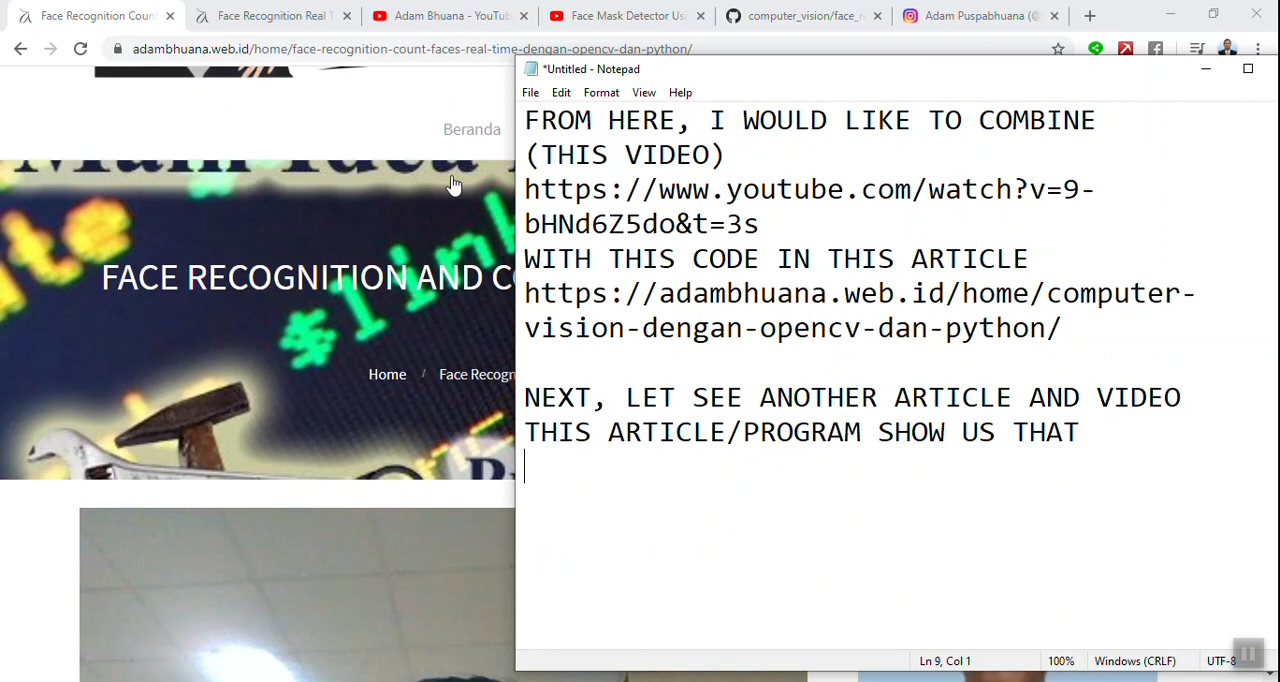 Face Recognition Coun
Face Recognition Real T
Adam Bhuana - YouTub
Face Mask Detector Us
computer_vision/face_r
Adam Puspabhuana (@
adambhuana.web.id/home/face-recognition-count-faces-real-time-dengan-opencv-dan-python/
*Untitled - Notepad
File Edit Format View Help
Beranda
FACE RECOGNITION AND C
$link
Home / Face Recogn
FROM HERE, I WOULD LIKE TO COMBINE
(THIS VIDEO)
https://www.youtube.com/watch?v=9-
bHNd6Z5do&t=3s
WITH THIS CODE IN THIS ARTICLE
https://adambhuana.web.id/home/computer-
vision-dengan-opencv-dan-python/
NEXT, LET SEE ANOTHER ARTICLE AND VIDEO
THIS ARTICLE/PROGRAM SHOW US THAT
Ln 9, Col 1 100% Windows (CRLF) UTF-8